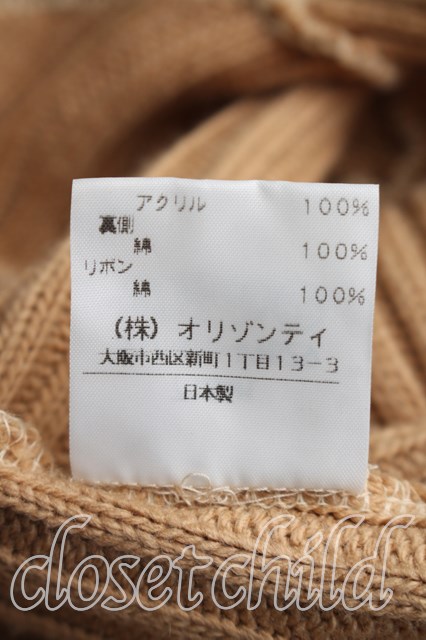 アクリル 100%
裏側
綿 100%
リボン
綿 100%
(株)オリゾンティ
大阪市西区新町1丁目13-3
日本製
closet child